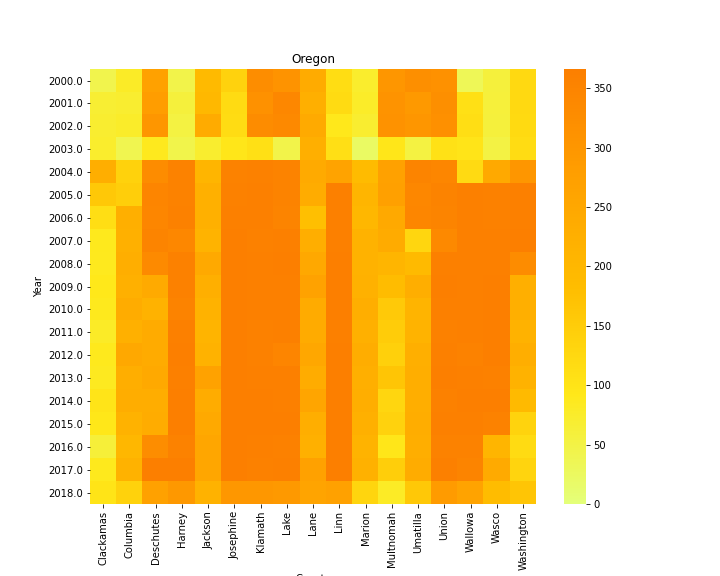 Oregon
Year
2000.0
2001.0
2002.0
2003.0
2004.0
2005.0
2006.0
2007.0
2008.0
2009.0
2010.0
2011.0
2012.0
2013.0
2014.0
2015.0
2016.0
2017.0
2018.0
Clackamas
Columbia
Deschutes
Harney
Jackson
Josephine
Klamath
Lake
Lane
Linn
Marion
Multnomah
Umatilla
Union
Wallowa
Wasco
Washington
350
300
250
200
150
100
50
0